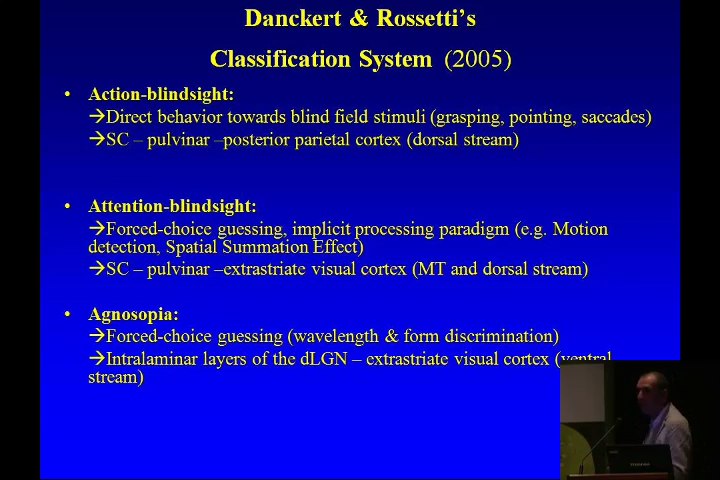 Danckert & Rossetti's
Classification System (2005)
• Action-blindsight:
→Direct behavior towards blind field stimuli (grasping, pointing, saccades)
→SC – pulvinar –posterior parietal cortex (dorsal stream)
• Attention-blindsight:
→Forced-choice guessing, implicit processing paradigm (e.g. Motion
detection, Spatial Summation Effect)
→SC – pulvinar –extrastriate visual cortex (MT and dorsal stream)
• Agnosopia:
→Forced-choice guessing (wavelength & form discrimination)
→Intralaminar layers of the dLGN – extrastriate visual cortex (ventral
stream)